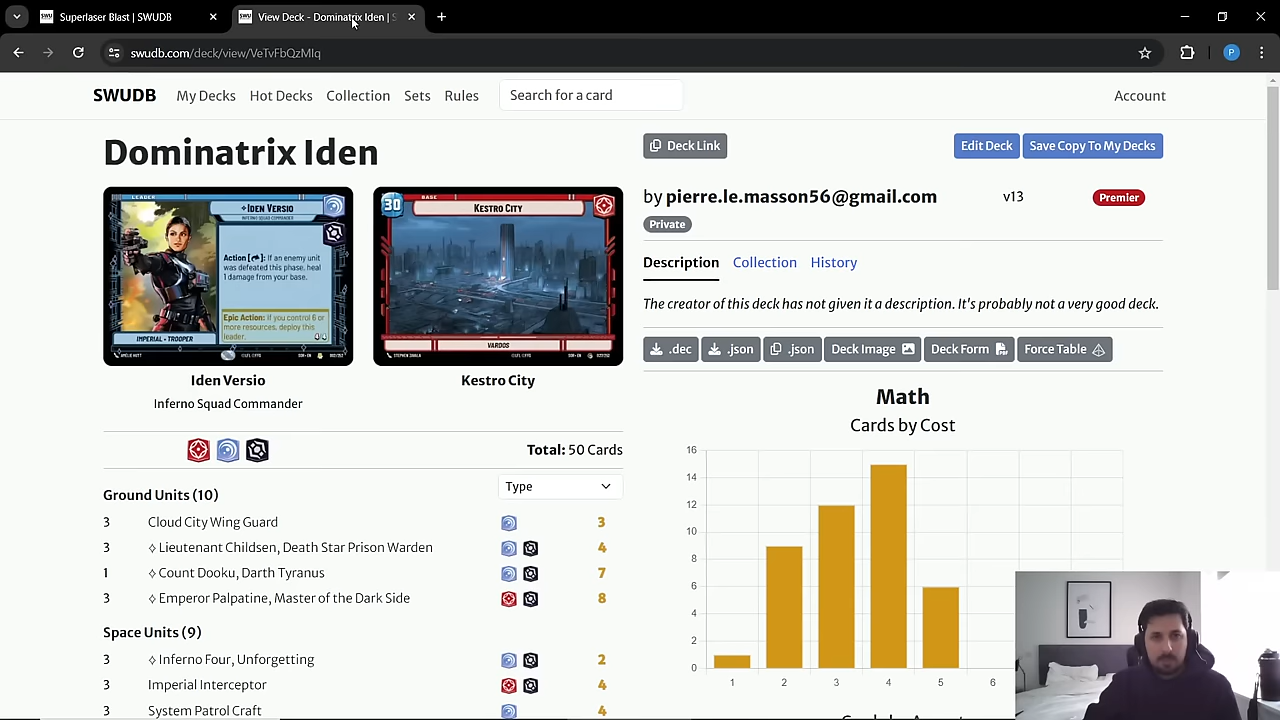 Superlaser Blast | SWUDB
View Deck - Dominatrix Iden | S
swudb.com/deck/view/VeTvFbQzMlq
P
SWUDB My Decks Hot Decks Collection Sets Rules Search for a card Account
Dominatrix Iden
Deck Link Edit Deck Save Copy To My Decks
by pierre.le.masson56@gmail.com v13 Premier
Private
LEADER
IDEN VERSIO
INFERNO SQUAD COMMANDER
Action [ ]: If an enemy unit
was defeated this phase, heal
1 damage from your base.
Epic Action: If you control 6 or
more resources, deploy this
leader.
IMPERIAL • TROOPER
BASE
30
KESTRO CITY
VARDOS
Iden Versio
Inferno Squad Commander
Kestro City
Description Collection History
The creator of this deck has not given it a description. It's probably not a very good deck.
.dec .json .json Deck Image Deck Form Force Table
Total: 50 Cards
Type
Ground Units (10)
3 Cloud City Wing Guard 3
3 Lieutenant Childsen, Death Star Prison Warden 4
1 Count Dooku, Darth Tyranus 7
3 Emperor Palpatine, Master of the Dark Side 8
Space Units (9)
3 Inferno Four, Unforgetting 2
3 Imperial Interceptor 4
3 System Patrol Craft 4
Math
Cards by Cost
16
14
12
10
8
6
4
2
0
1 2 3 4 5 6